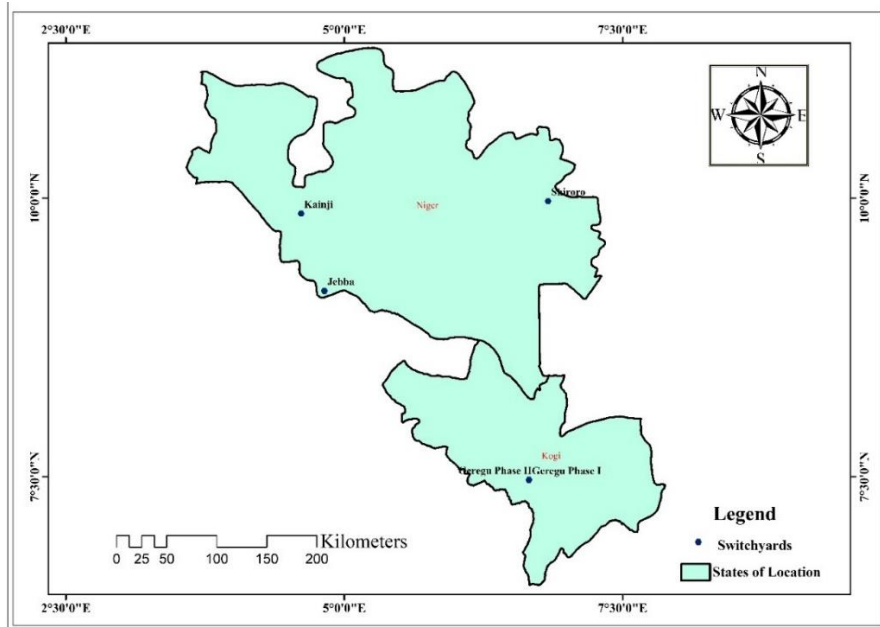 2°30'0"E 5°0'0"E 7°30'0"E
N
W E
S
10°0'0"N 10°0'0"N
Shiroro
Kainji
Niger
Jebba
Kogi
Geregu Phase II Geregu Phase I
7°30'0"N 7°30'0"N
Legend
Switchyards
States of Location
Kilometers
0 25 50 100 150 200
2°30'0"E 5°0'0"E 7°30'0"E